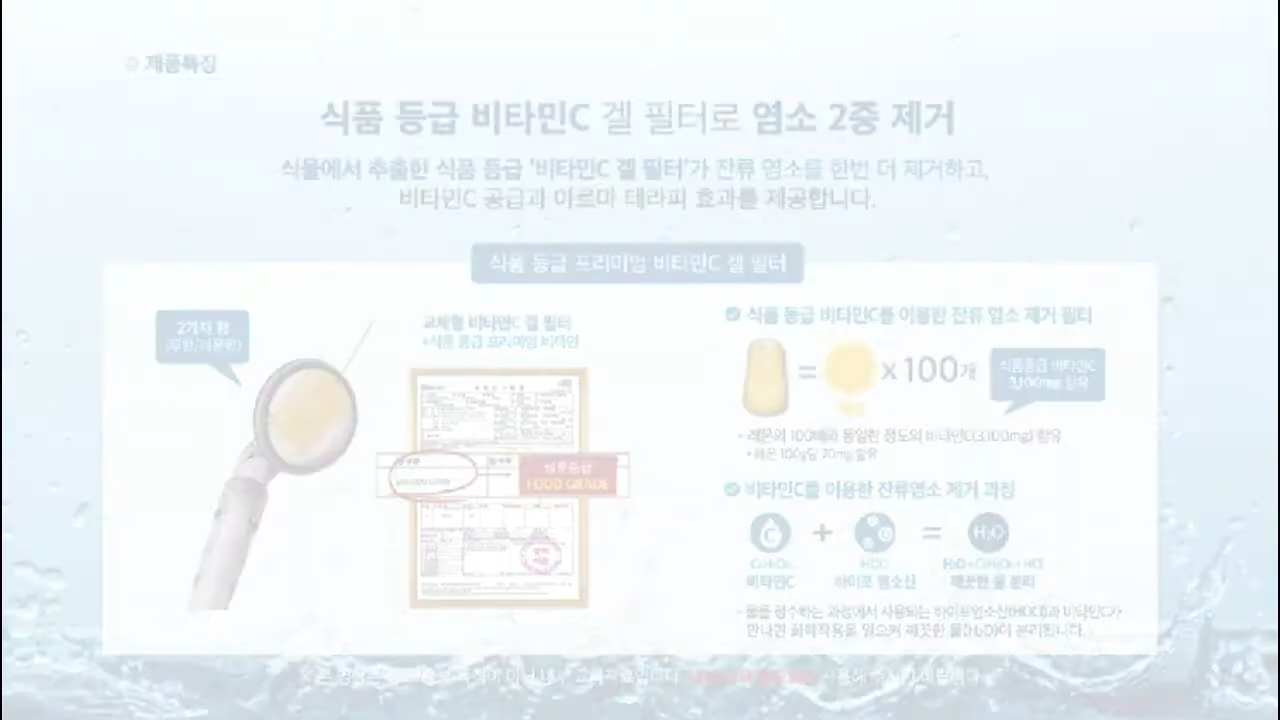 제품특징
식품 등급 비타민C 겔 필터로 염소 2중 제거
식물에서 추출한 식품 등급 '비타민C 겔 필터'가 잔류 염소를 한번 더 제거하고,
비타민C 공급과 아로마 테라피 효과를 제공합니다.
식품 등급 프리미엄 비타민C 겔 필터
2가지 향
교체형 비타민C 겔 필터
식품 등급 프리미엄 비타민
식품등급
FOOD GRADE
식품 등급 비타민C를 이용한 잔류 염소 제거 필터
= x 100개
식품등급 비타민C
3,100mg 함유
- 레몬의 100배와 동일한 정도의 비타민C(3,100mg) 함유
• 레몬 100g당 70mg 함유
비타민C를 이용한 잔류염소 제거 과정
C + = H₂O
비타민C 하이포 염소산 깨끗한 물 분리
- 물을 정수하는 과정에서 사용되는 하이포염소산(HOCl)과 비타민C가
만나면 화학작용을 일으켜 깨끗한 물(H₂O)이 분리됩니다.